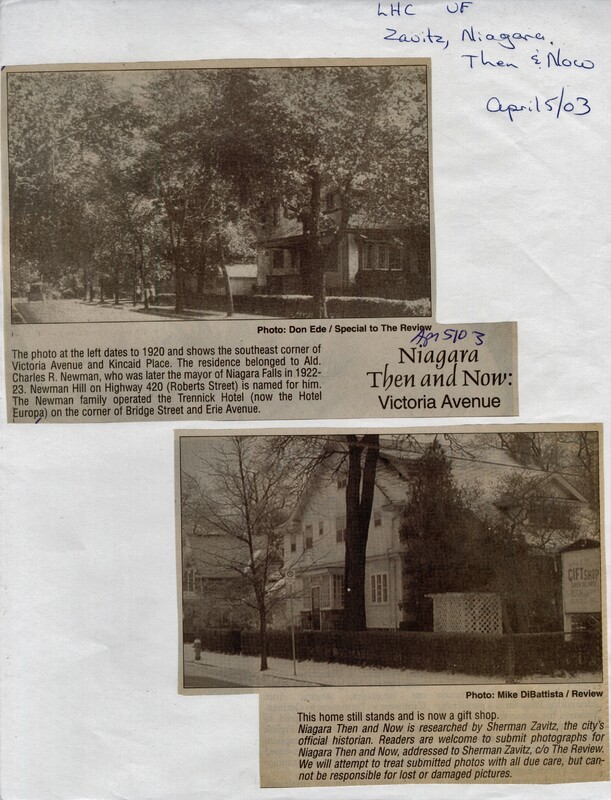 LHC VF
Zavitz, Niagara,
Then & Now
April 5/03
Photo: Don Ede / Special to The Review
Apr 5/03
The photo at the left dates to 1920 and shows the southeast corner of
Victoria Avenue and Kincaid Place. The residence belonged to Ald.
Charles R. Newman, who was later the mayor of Niagara Falls in 1922-
23. Newman Hill on Highway 420 (Roberts Street) is named for him.
The Newman family operated the Trennick Hotel (now the Hotel
Europa) on the corner of Bridge Street and Erie Avenue.
Niagara
Then and Now:
Victoria Avenue
GIFT SHOP
Photo: Mike DiBattista / Review
This home still stands and is now a gift shop.
Niagara Then and Now is researched by Sherman Zavitz, the city's
official historian. Readers are welcome to submit photographs for
Niagara Then and Now, addressed to Sherman Zavitz, c/o The Review.
We will attempt to treat submitted photos with all due care, but can-
not be responsible for lost or damaged pictures.